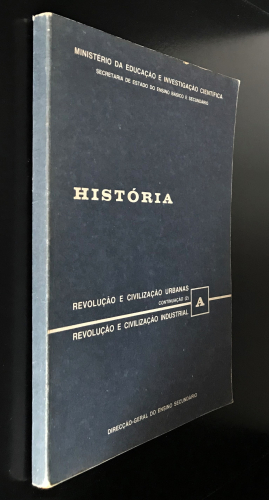 MINISTÉRIO DA EDUCAÇÃO E INVESTIGAÇÃO CIENTÍFICA
SECRETARIA DE ESTADO DO ENSINO BÁSICO E SECUNDÁRIO
HISTÓRIA
REVOLUÇÃO E CIVILIZAÇÃO URBANAS
CONTINUAÇÃO (2)
A
REVOLUÇÃO E CIVILIZAÇÃO INDUSTRIAL
DIRECÇÃO-GERAL DO ENSINO SECUNDÁRIO